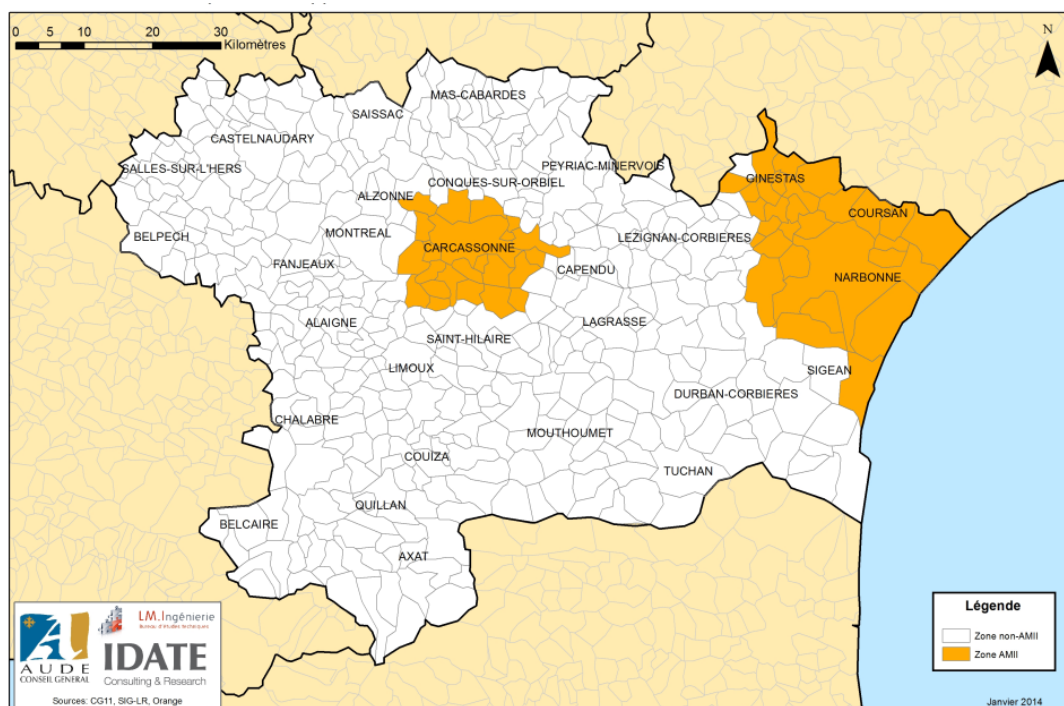 0 5 10 20 30
Kilomètres
N
MAS-CABARDES
SAISSAC
CASTELNAUDARY
SALLES-SUR-L'HERS
PEYRIAC-MINERVOIS
GINESTAS
CONQUES-SUR-ORBIEL
ALZONNE
COURSAN
BELPECH
MONTREAL
LEZIGNAN-CORBIERES
CARCASSONNE
FANJEAUX
CAPENDU
NARBONNE
ALAIGNE
LAGRASSE
SAINT-HILAIRE
LIMOUX
SIGEAN
DURBAN-CORBIERES
CHALABRE
MOUTHOUMET
COUIZA
TUCHAN
QUILLAN
BELCAIRE
AXAT
Légende
Zone non-AMII
Zone AMII
LM.Ingénierie
Bureau d'études techniques
AUDE
CONSEIL GENERAL
IDATE
Consulting & Research
Sources: CG11, SIG-LR, Orange
Janvier 2014